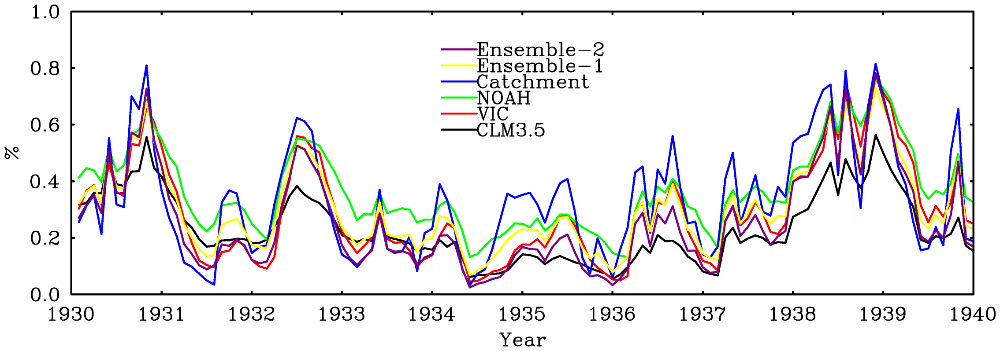 1.0
0.8
0.6
0.4
0.2
0.0
%
Ensemble-2
Ensemble-1
Catchment
NOAH
VIC
CLM3.5
1930 1931 1932 1933 1934 1935 1936 1937 1938 1939 1940
Year